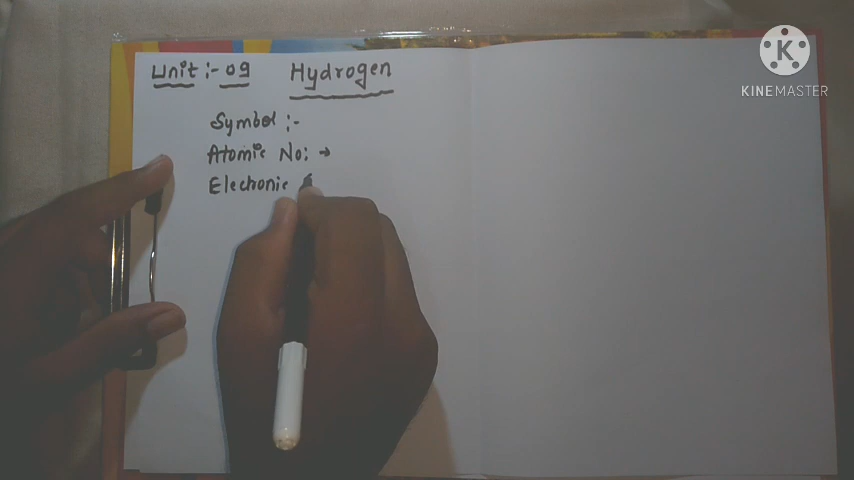 Unit :- 09 Hydrogen
Symbol :-
Atomic No: →
Electronic
K
KINEMASTER